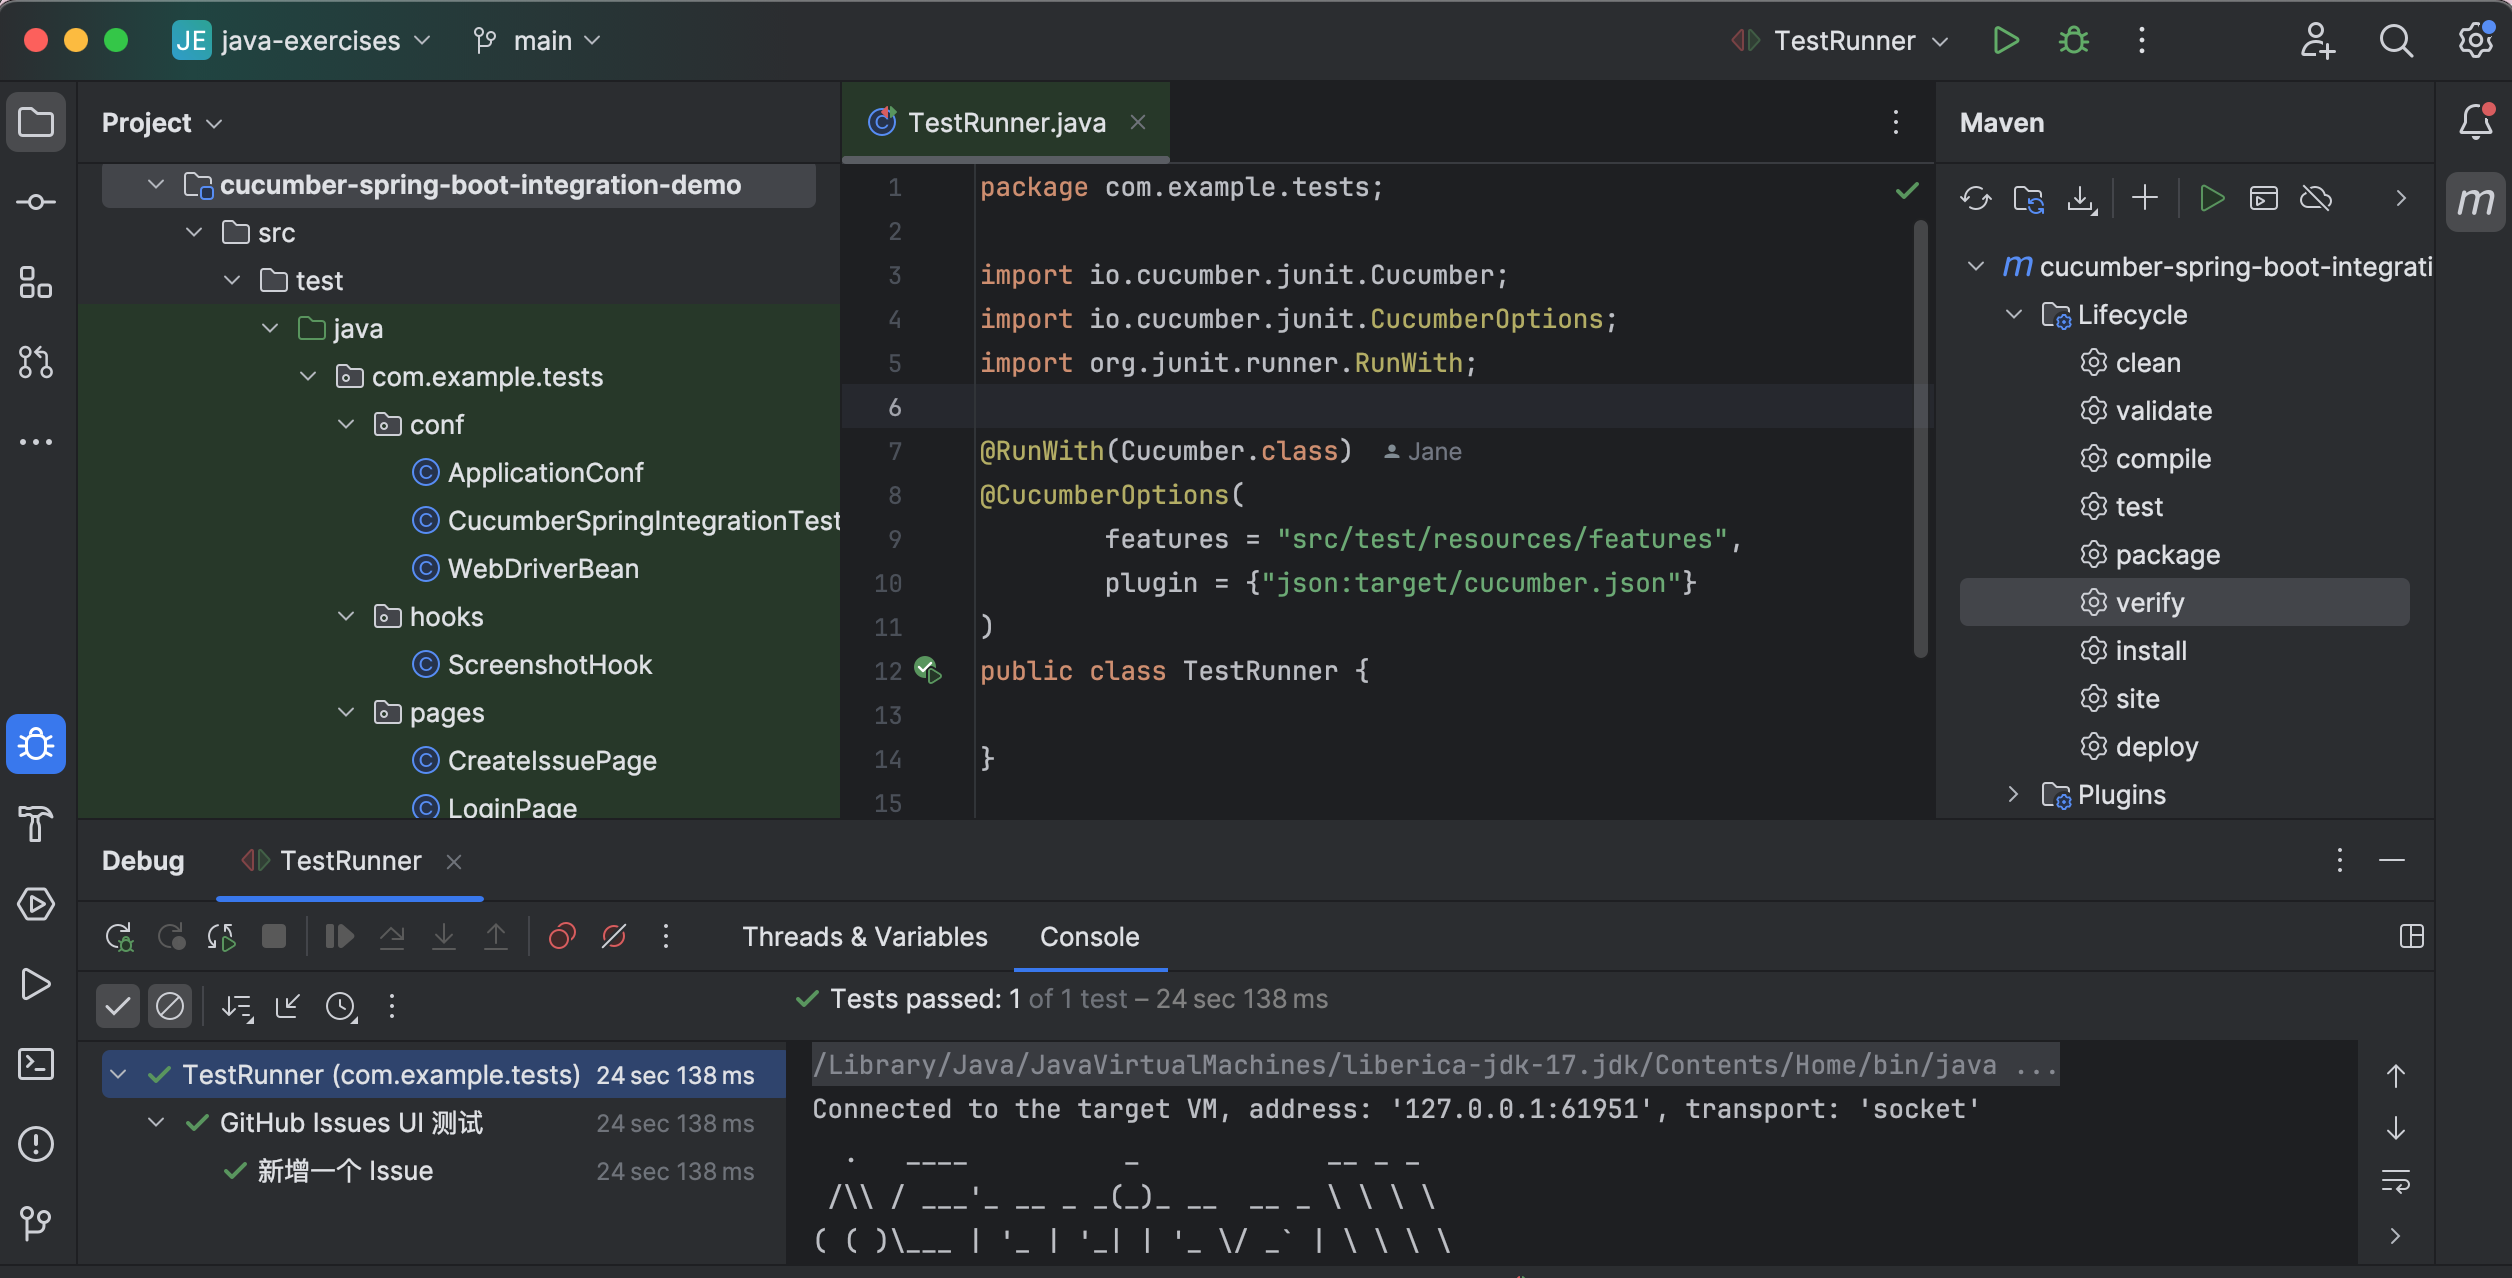 JE java-exercises main TestRunner
Project
cucumber-spring-boot-integration-demo
src
test
java
com.example.tests
conf
ApplicationConf
CucumberSpringIntegrationTest
WebDriverBean
hooks
ScreenshotHook
pages
CreateIssuePage
LoginPage
TestRunner.java
1 package com.example.tests;
2
3 import io.cucumber.junit.Cucumber;
4 import io.cucumber.junit.CucumberOptions;
5 import org.junit.runner.RunWith;
6
7 @RunWith(Cucumber.class) Jane
8 @CucumberOptions(
9 features = "src/test/resources/features",
10 plugin = {"json:target/cucumber.json"}
11 )
12 public class TestRunner {
13
14 }
15
Maven
m
m cucumber-spring-boot-integrati
Lifecycle
clean
validate
compile
test
package
verify
install
site
deploy
Plugins
Debug TestRunner
Threads & Variables Console
Tests passed: 1 of 1 test – 24 sec 138 ms
TestRunner (com.example.tests) 24 sec 138 ms
GitHub Issues UI 测试 24 sec 138 ms
新增一个 Issue 24 sec 138 ms
/Library/Java/JavaVirtualMachines/liberica-jdk-17.jdk/Contents/Home/bin/java ...
Connected to the target VM, address: '127.0.0.1:61951', transport: 'socket'
  .   ____          _            __ _ _
 /\\ / ___'_ __ _ _(_)_ __  __ _ \ \ \ \
( ( )\___ | '_ | '_| | '_ \/ _` | \ \ \ \